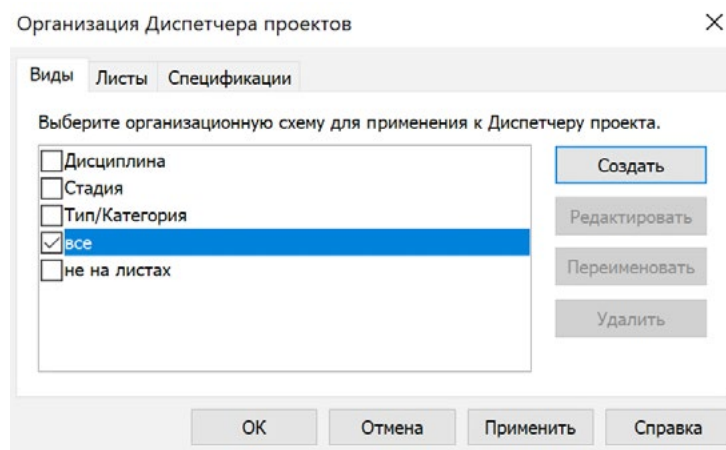 Организация Диспетчера проектов
Виды Листы Спецификации
Выберите организационную схему для применения к Диспетчеру проекта.
Дисциплина
Стадия
Тип/Категория
все
не на листах
Создать
Редактировать
Переименовать
Удалить
ОК Отмена Применить Справка